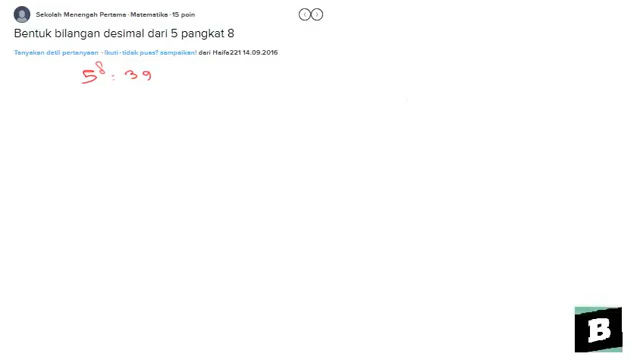 Sekolah Menengah Pertama · Matematika · 15 poin
Bentuk bilangan desimal dari 5 pangkat 8
Tanyakan detil pertanyaan · Ikuti · tidak puas? sampaikan! dari Haifa221 14.09.2016
5⁸ : 39
B